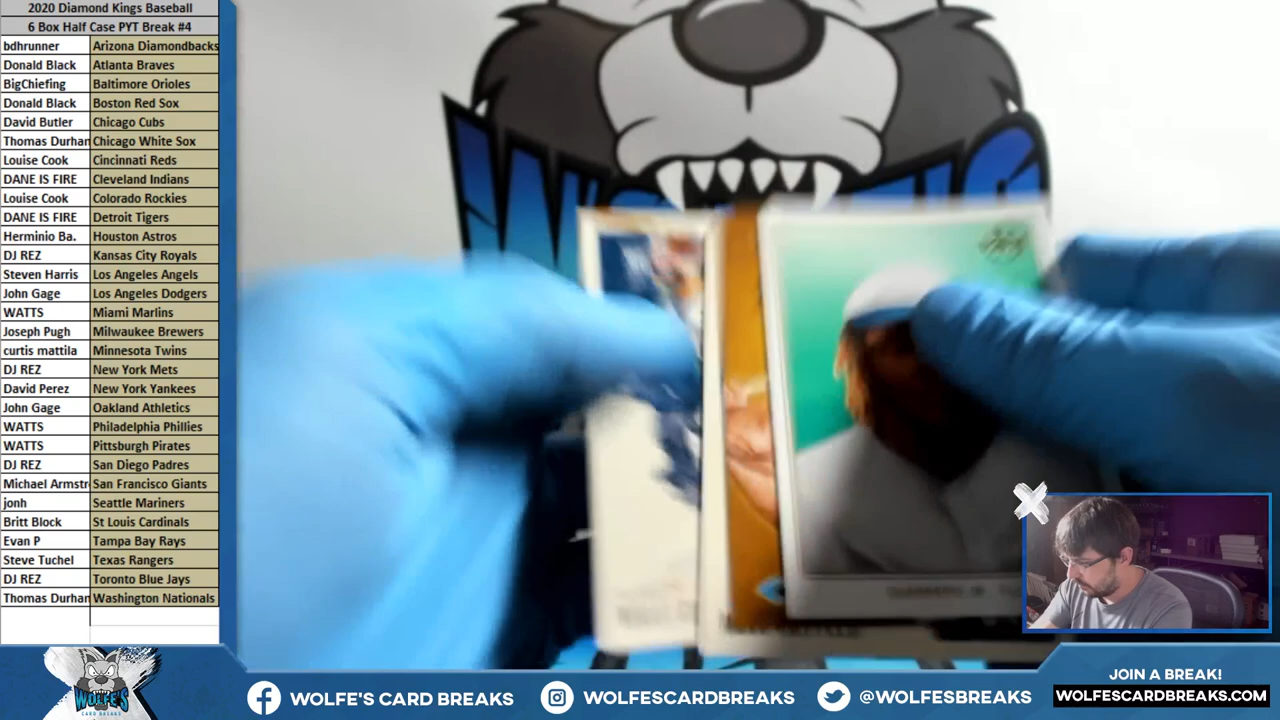 2020 Diamond Kings Baseball
6 Box Half Case PYT Break #4
bdhrunner Arizona Diamondbacks
Donald Black Atlanta Braves
BigChiefing Baltimore Orioles
Donald Black Boston Red Sox
David Butler Chicago Cubs
Thomas Durhan Chicago White Sox
Louise Cook Cincinnati Reds
DANE IS FIRE Cleveland Indians
Louise Cook Colorado Rockies
DANE IS FIRE Detroit Tigers
Herminio Ba. Houston Astros
DJ REZ Kansas City Royals
Steven Harris Los Angeles Angels
John Gage Los Angeles Dodgers
WATTS Miami Marlins
Joseph Pugh Milwaukee Brewers
curtis mattila Minnesota Twins
DJ REZ New York Mets
David Perez New York Yankees
John Gage Oakland Athletics
WATTS Philadelphia Phillies
WATTS Pittsburgh Pirates
DJ REZ San Diego Padres
Michael Armstr San Francisco Giants
jonh Seattle Mariners
Britt Block St Louis Cardinals
Evan P Tampa Bay Rays
Steve Tuchel Texas Rangers
DJ REZ Toronto Blue Jays
Thomas Durhan Washington Nationals
WOLFE'S
CARD BREAKS
WOLFE'S CARD BREAKS
WOLFESCARDBREAKS
@WOLFESBREAKS
JOIN A BREAK!
WOLFESCARDBREAKS.COM